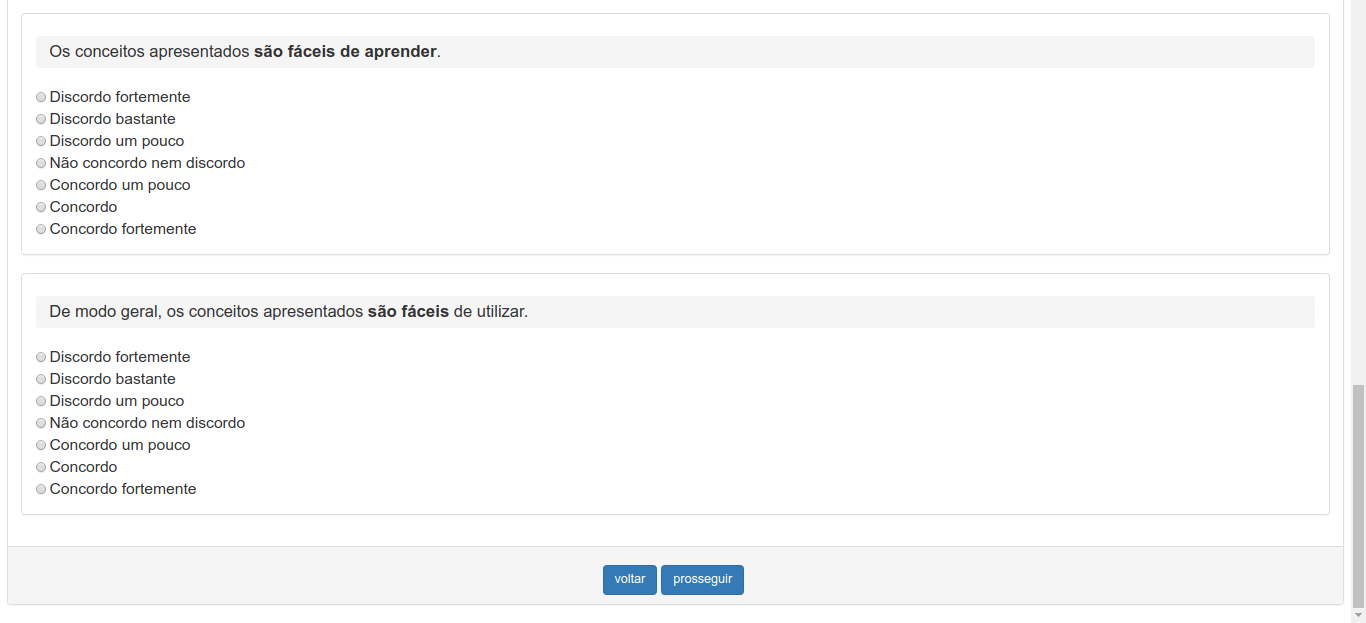 Os conceitos apresentados são fáceis de aprender.
Discordo fortemente
Discordo bastante
Discordo um pouco
Não concordo nem discordo
Concordo um pouco
Concordo
Concordo fortemente
De modo geral, os conceitos apresentados são fáceis de utilizar.
Discordo fortemente
Discordo bastante
Discordo um pouco
Não concordo nem discordo
Concordo um pouco
Concordo
Concordo fortemente
voltar prosseguir